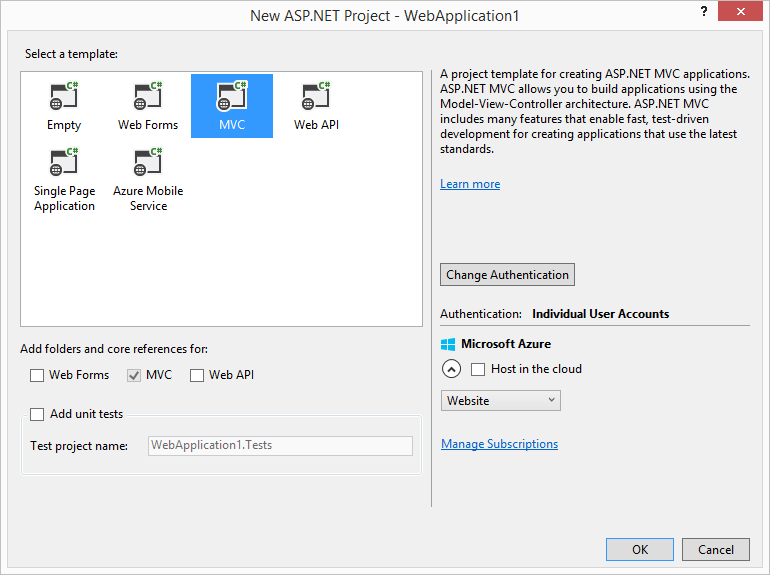 New ASP.NET Project - WebApplication1
?
Select a template:
C#
C#
C#
C#
Empty
Web Forms
MVC
Web API
C#
C#
Single Page
Application
Azure Mobile
Service
A project template for creating ASP.NET MVC applications.
ASP.NET MVC allows you to build applications using the
Model-View-Controller architecture. ASP.NET MVC
includes many features that enable fast, test-driven
development for creating applications that use the latest
standards.
Learn more
Change Authentication
Authentication: Individual User Accounts
Microsoft Azure
Host in the cloud
Website
Manage Subscriptions
Add folders and core references for:
Web Forms
MVC
Web API
Add unit tests
Test project name:
WebApplication1.Tests
OK
Cancel